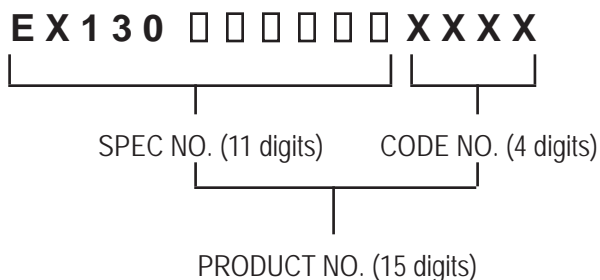 EX130 ▯▯▯▯▯▯ XXXX
SPEC NO. (11 digits) CODE NO. (4 digits)
PRODUCT NO. (15 digits)